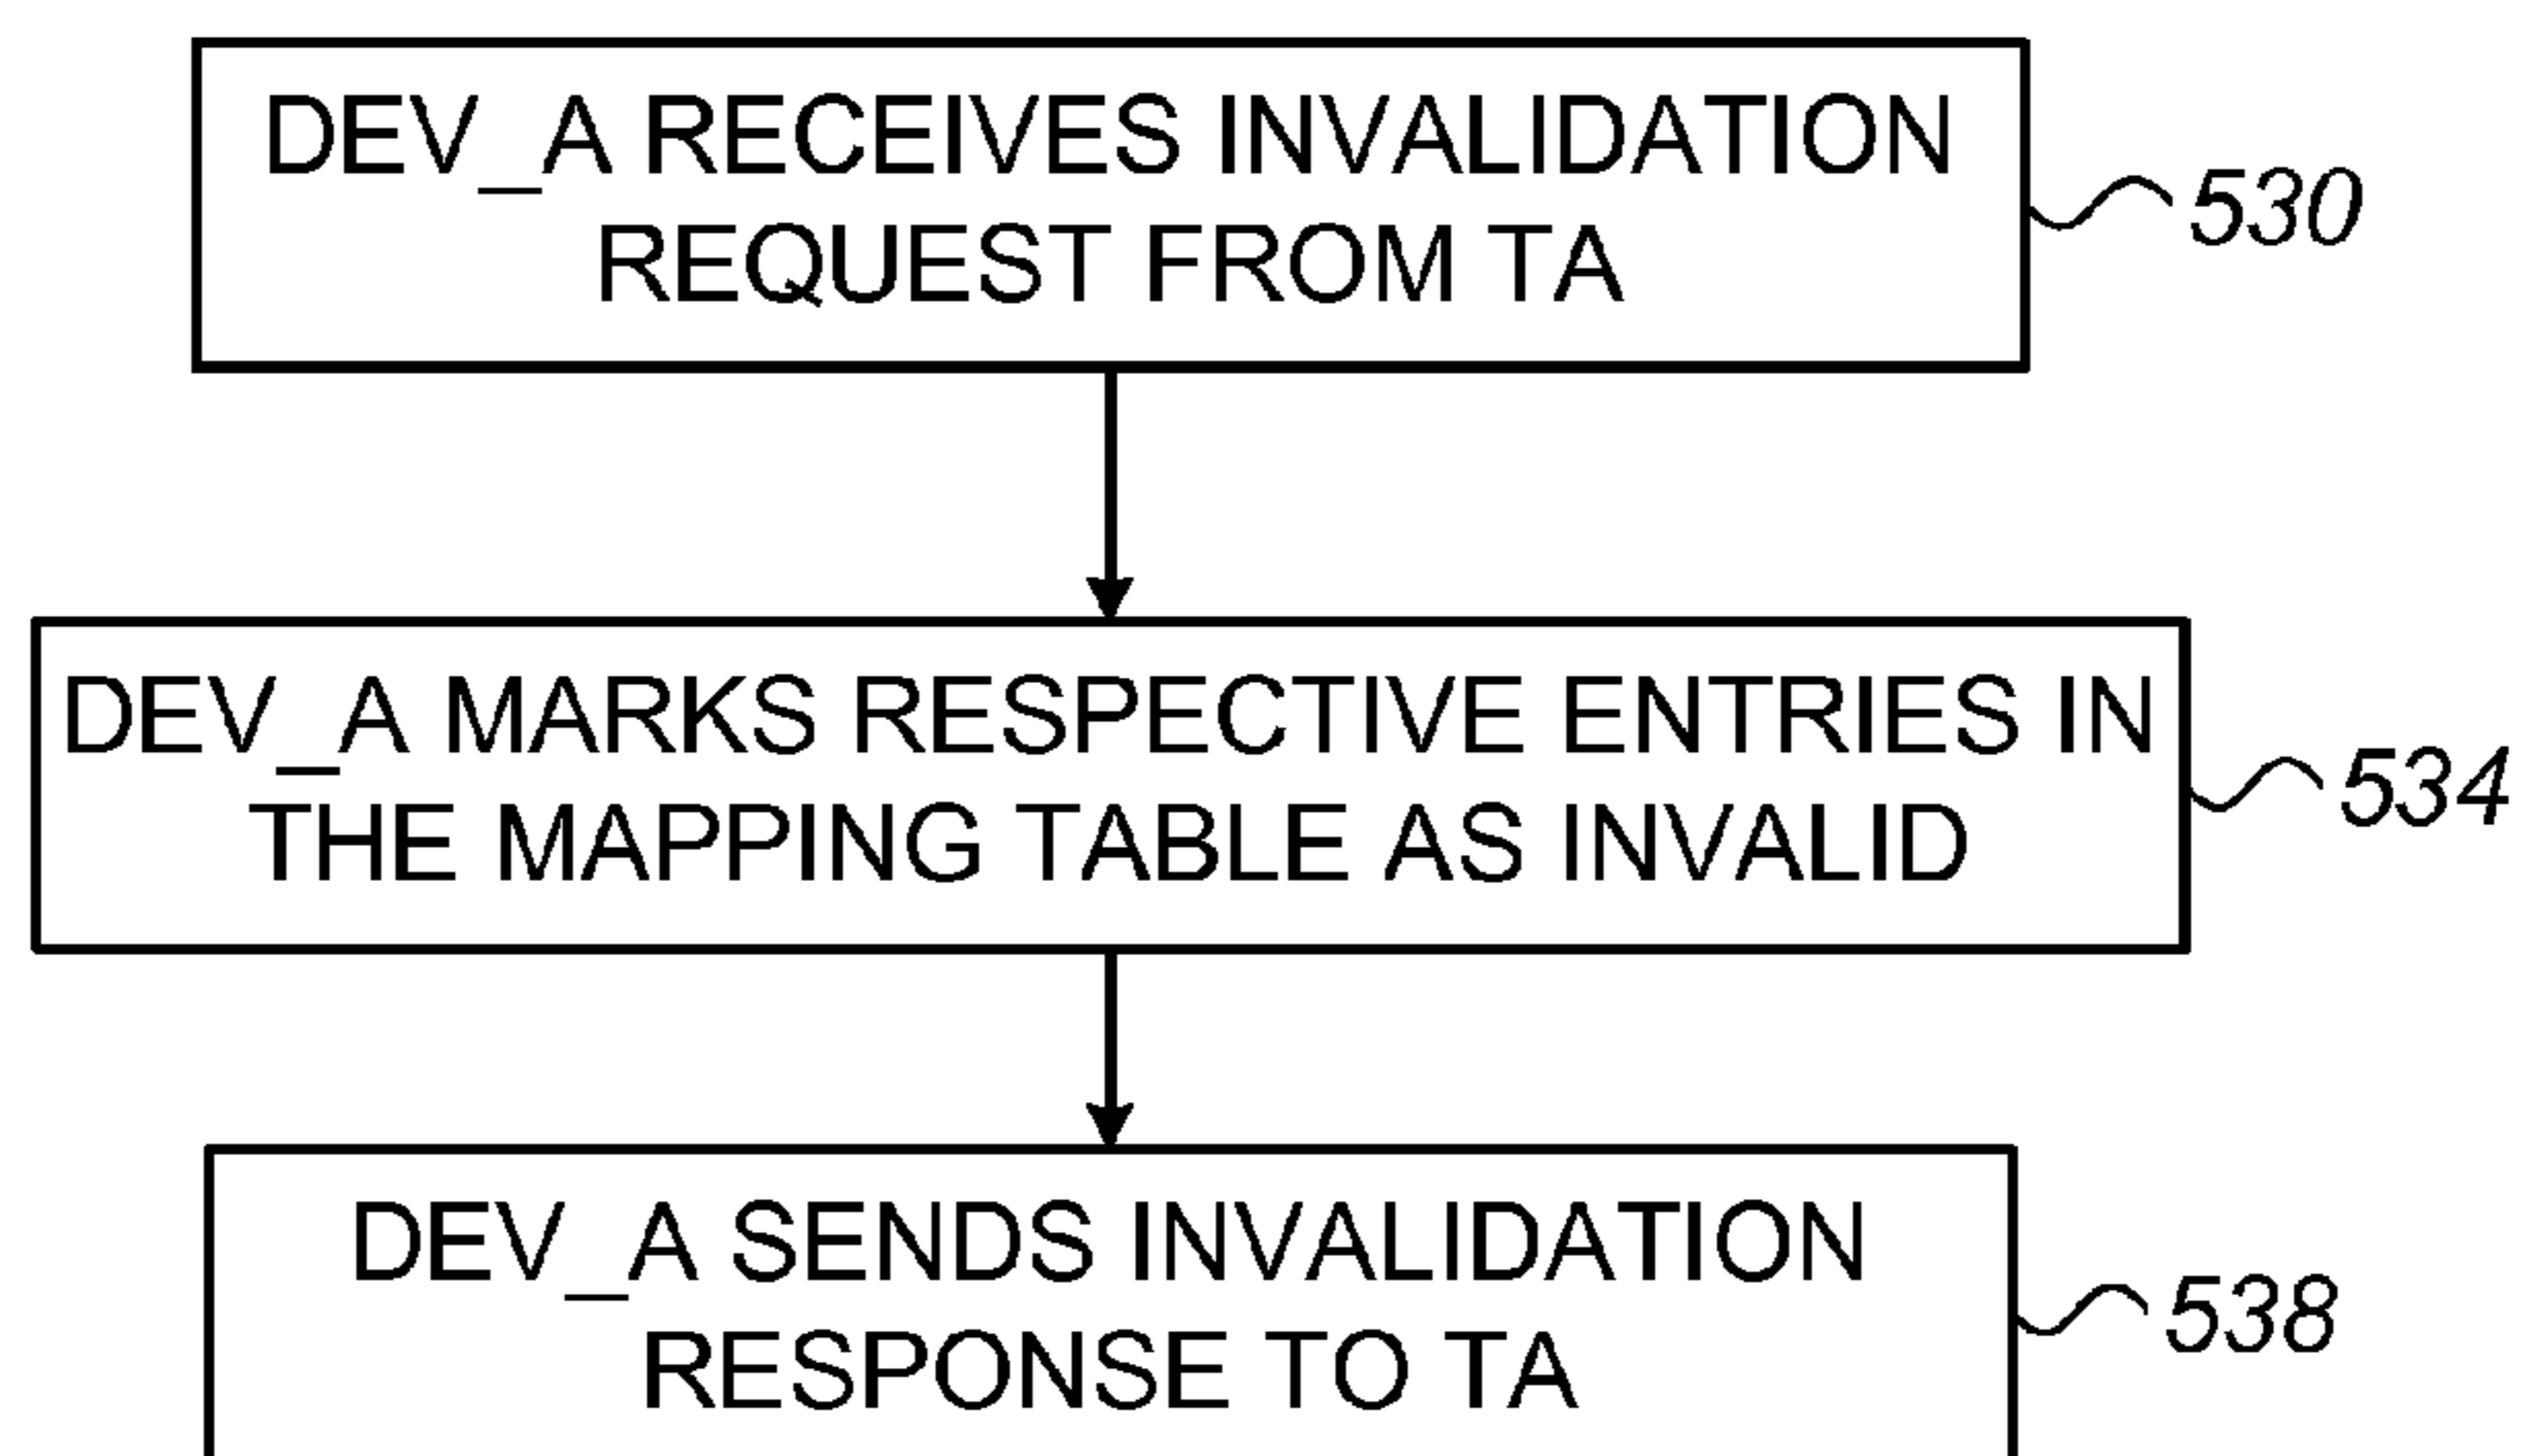 DEV_A RECEIVES INVALIDATION
REQUEST FROM TA
530
DEV_A MARKS RESPECTIVE ENTRIES IN
THE MAPPING TABLE AS INVALID
534
DEV_A SENDS INVALIDATION
RESPONSE TO TA
538